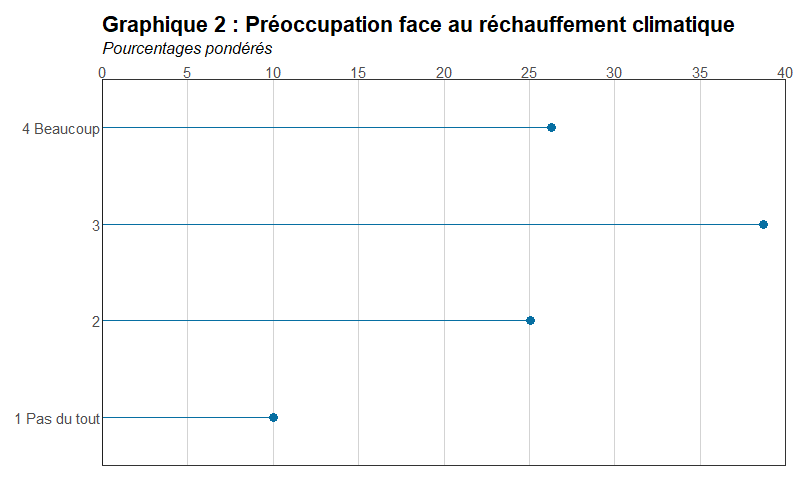 Graphique 2 : Préoccupation face au réchauffement climatique
Pourcentages pondérés
0 5 10 15 20 25 30 35 40
4 Beaucoup
3
2
1 Pas du tout